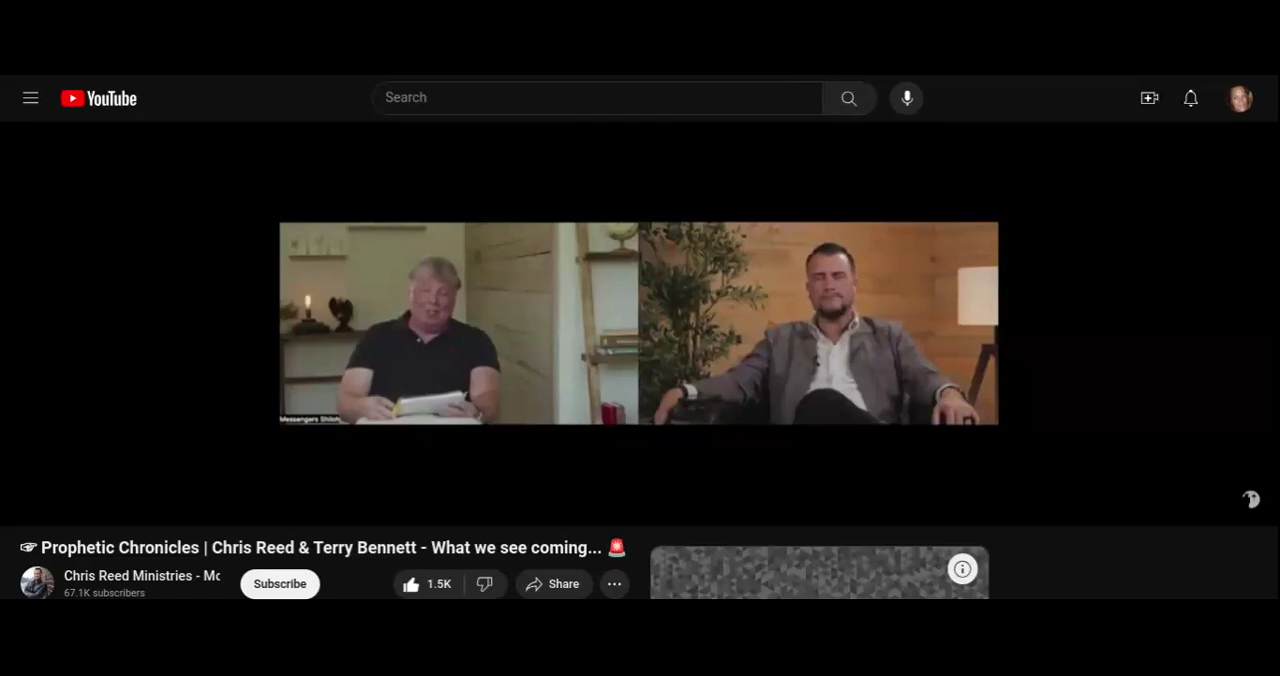 YouTube
Search
Messengers Shiloh
☞ Prophetic Chronicles | Chris Reed & Terry Bennett - What we see coming... 🚨
Chris Reed Ministries - Mc
67.1K subscribers
Subscribe
1.5K
Share